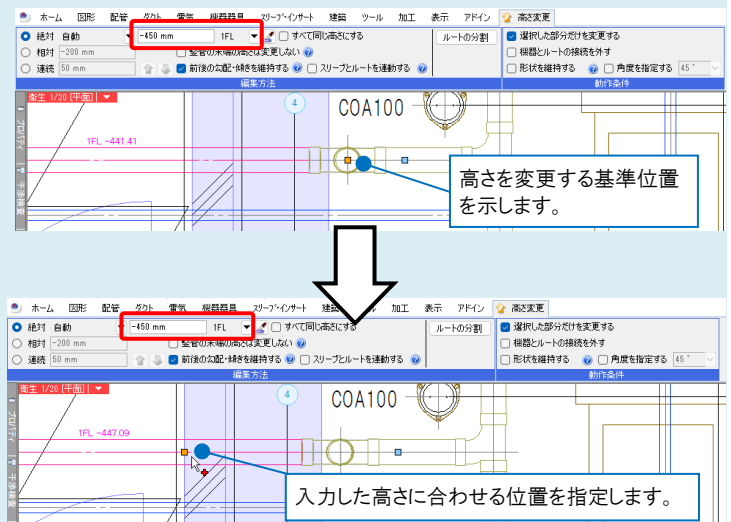 ホーム 図形 配管 ダクト 電気 機器器具 スリーブ・インサート 建築 ツール 加工 表示 アドイン 高さ変更
絶対 自動 -450 mm 1FL すべて同じ高さにする ルートの分割 選択した部分だけを変更する
相対 -200 mm 竪管の末端の高さは変更しない 機器とルートの接続を外す
連続 50 mm 前後の勾配・傾きを維持する スリーブとルートを連動する 形状を維持する 角度を指定する 45°
編集方法 動作条件
衛生 1/20 [平面]
4 COA100
プロパティ
1FL -441.41
干渉検査
高さを変更する基準位置
を示します。
ホーム 図形 配管 ダクト 電気 機器器具 スリーブ・インサート 建築 加工 表示 アドイン 高さ変更
絶対 自動 -450 mm 1FL すべて同じ高さにする ルートの分割 選択した部分だけを変更する
相対 -200 mm 竪管の末端の高さは変更しない 機器とルートの接続を外す
連続 50 mm 前後の勾配・傾きを維持する スリーブとルートを連動する 形状を維持する 角度を指定する 45°
編集方法 動作条件
衛生 1/20 [平面]
4 COA100
プロパティ
1FL -447.09
干渉検査
入力した高さに合わせる位置を指定します。